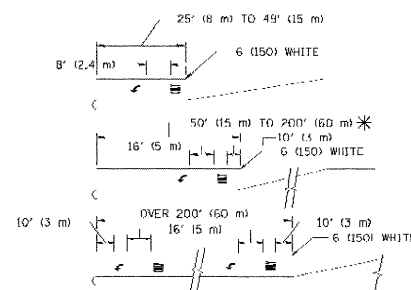 25' (8 m) TO 49' (15 m)
6 (150) WHITE
8' (2.4 m)
50' (15 m) TO 200' (60 m) *
16' (5 m)
10' (3 m)
6 (150) WHITE
10' (3 m)
OVER 200' (60 m)
10' (3 m)
16' (5 m)
6 (150) WHITE